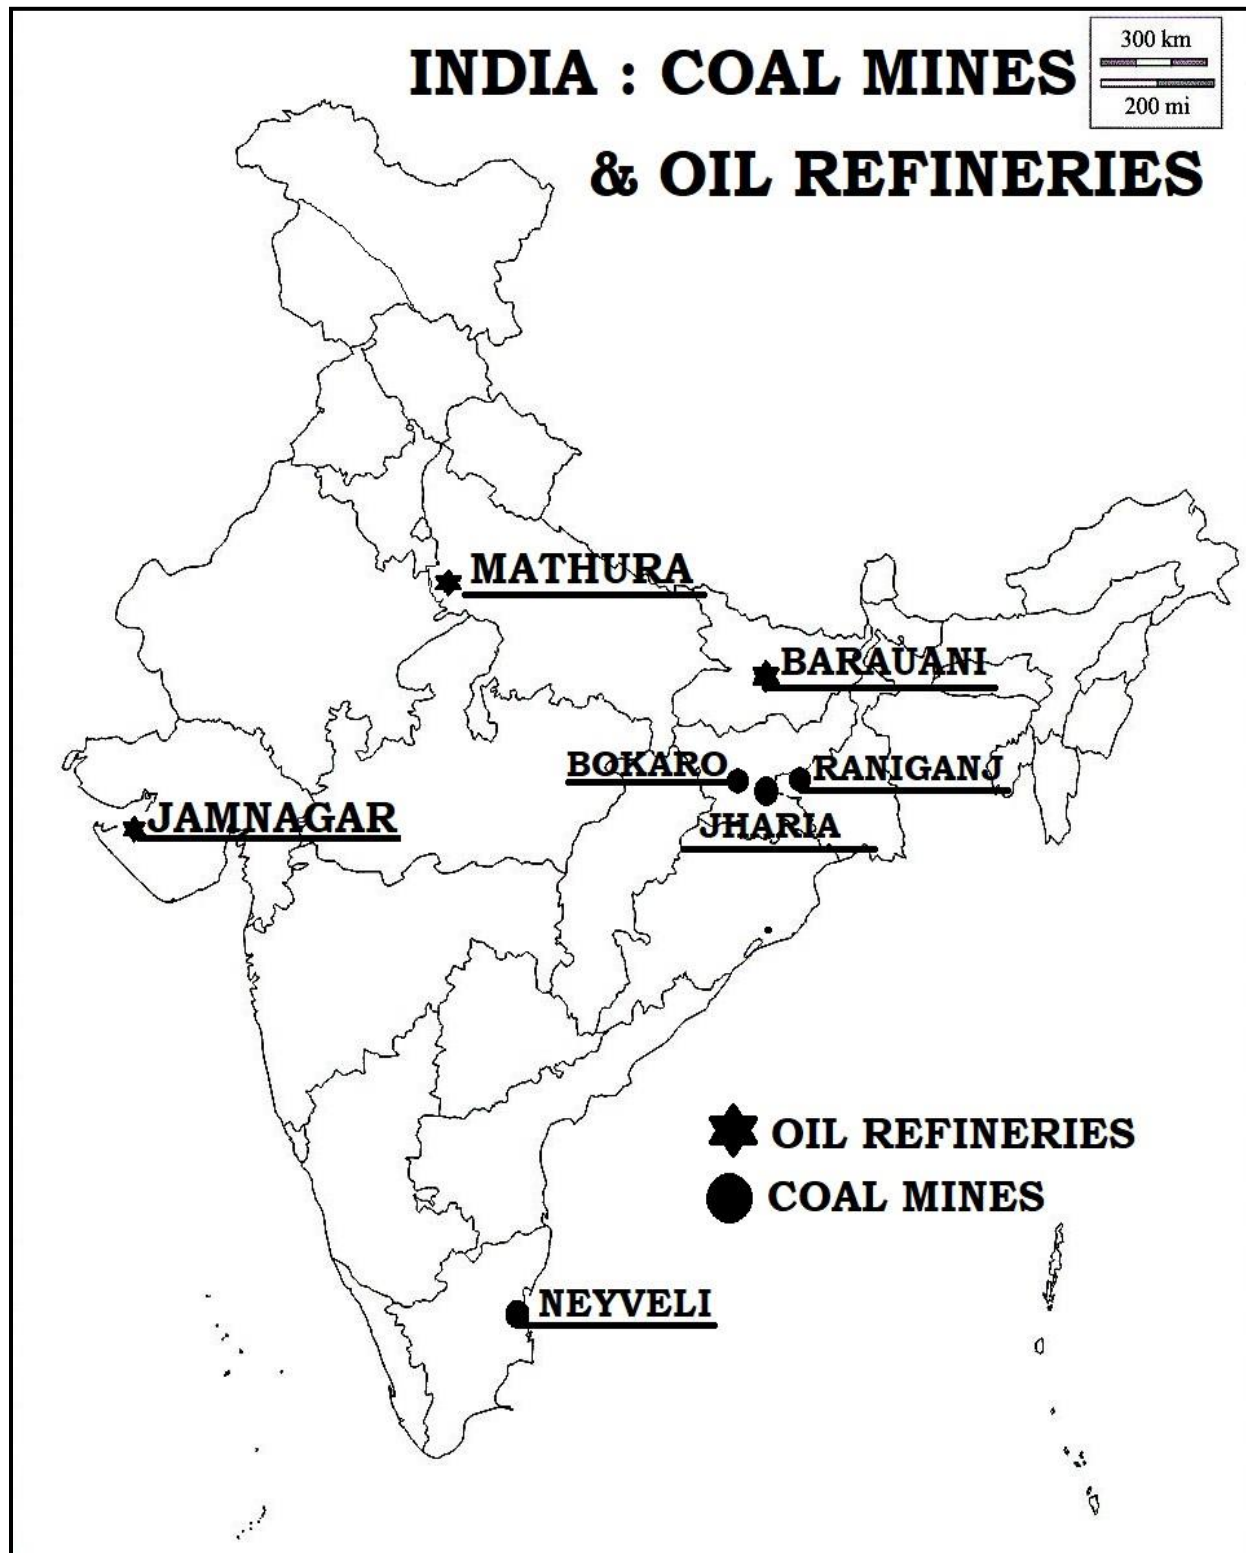 INDIA : COAL MINES
& OIL REFINERIES
300 km
200 mi
MATHURA
BARAUANI
BOKARO
RANIGANJ
JHARIA
JAMNAGAR
OIL REFINERIES
COAL MINES
NEYVELI